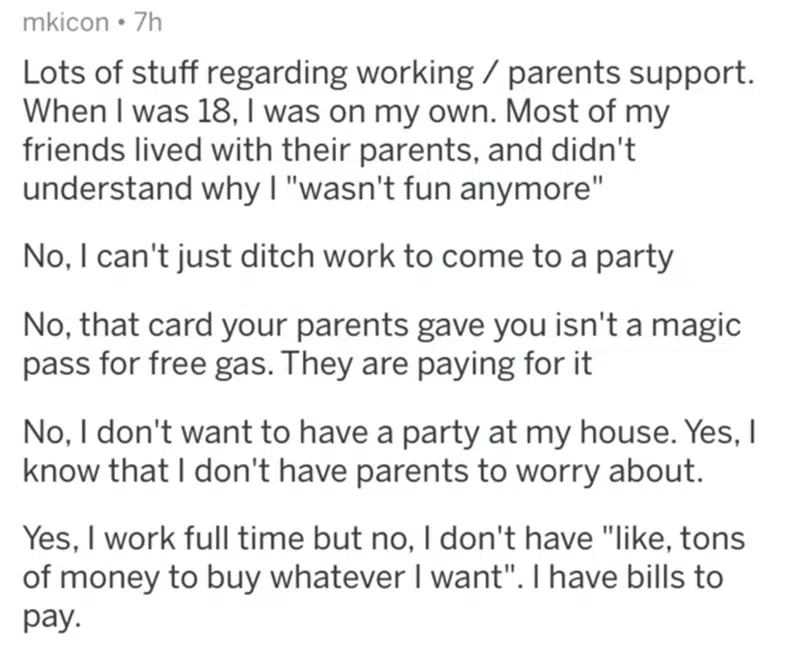 mkicon • 7h
Lots of stuff regarding working / parents support.
When I was 18, I was on my own. Most of my
friends lived with their parents, and didn't
understand why I "wasn't fun anymore"
No, I can't just ditch work to come to a party
No, that card your parents gave you isn't a magic
pass for free gas. They are paying for it
No, I don't want to have a party at my house. Yes, I
know that I don't have parents to worry about.
Yes, I work full time but no, I don't have "like, tons
of money to buy whatever I want". I have bills to
pay.